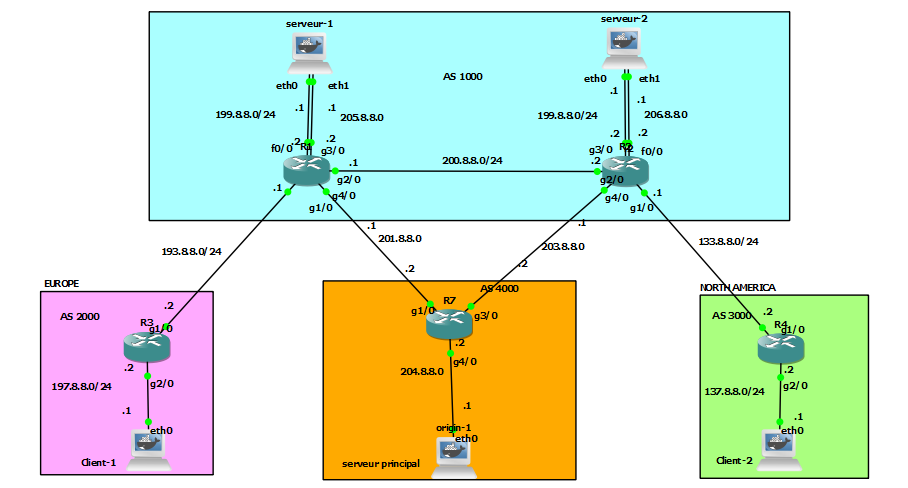 serveur-1
serveur-2
AS 1000
eth0
eth1
eth0
eth1
.1
.1
.1
.1
199.8.8.0/24
205.8.8.0
199.8.8.0/24
206.8.8.0
.2
.2
.2
.2
f0/0
R1
g3/0
g3/0
R2
f0/0
.1
200.8.8.0/24
.2
g2/0
g2/0
.1
g4/0
g4/0
.1
g1/0
g1/0
.1
.1
201.8.8.0
203.8.8.0
133.8.8.0/24
193.8.8.0/24
.2
.2
EUROPE
AS 4000
NORTH AMERICA
AS 2000
.2
R3
g1/0
R7
g1/0
g3/0
AS 3000
.2
R4
g1/0
.2
.2
.2
197.8.8.0/24
g2/0
204.8.8.0
g4/0
137.8.8.0/24
g2/0
.1
.1
.1
eth0
origin-1
eth0
eth0
Client-1
serveur principal
Client-2